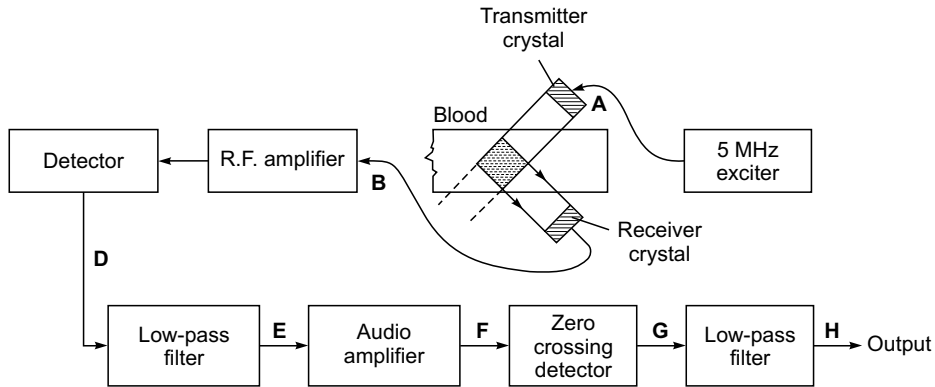 Transmitter
crystal
A
Blood
Detector
R.F. amplifier
B
5 MHz
exciter
Receiver
crystal
D
Low-pass
filter
E
Audio
amplifier
F
Zero
crossing
detector
G
Low-pass
filter
H
Output